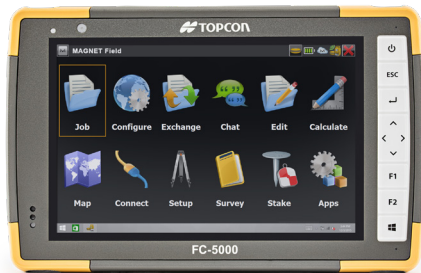 TOPCON
MAGNET Field
ESC
Job Configure Exchange Chat Edit Calculate
Map Connect Setup Survey Stake Apps
F1
F2
FC-5000